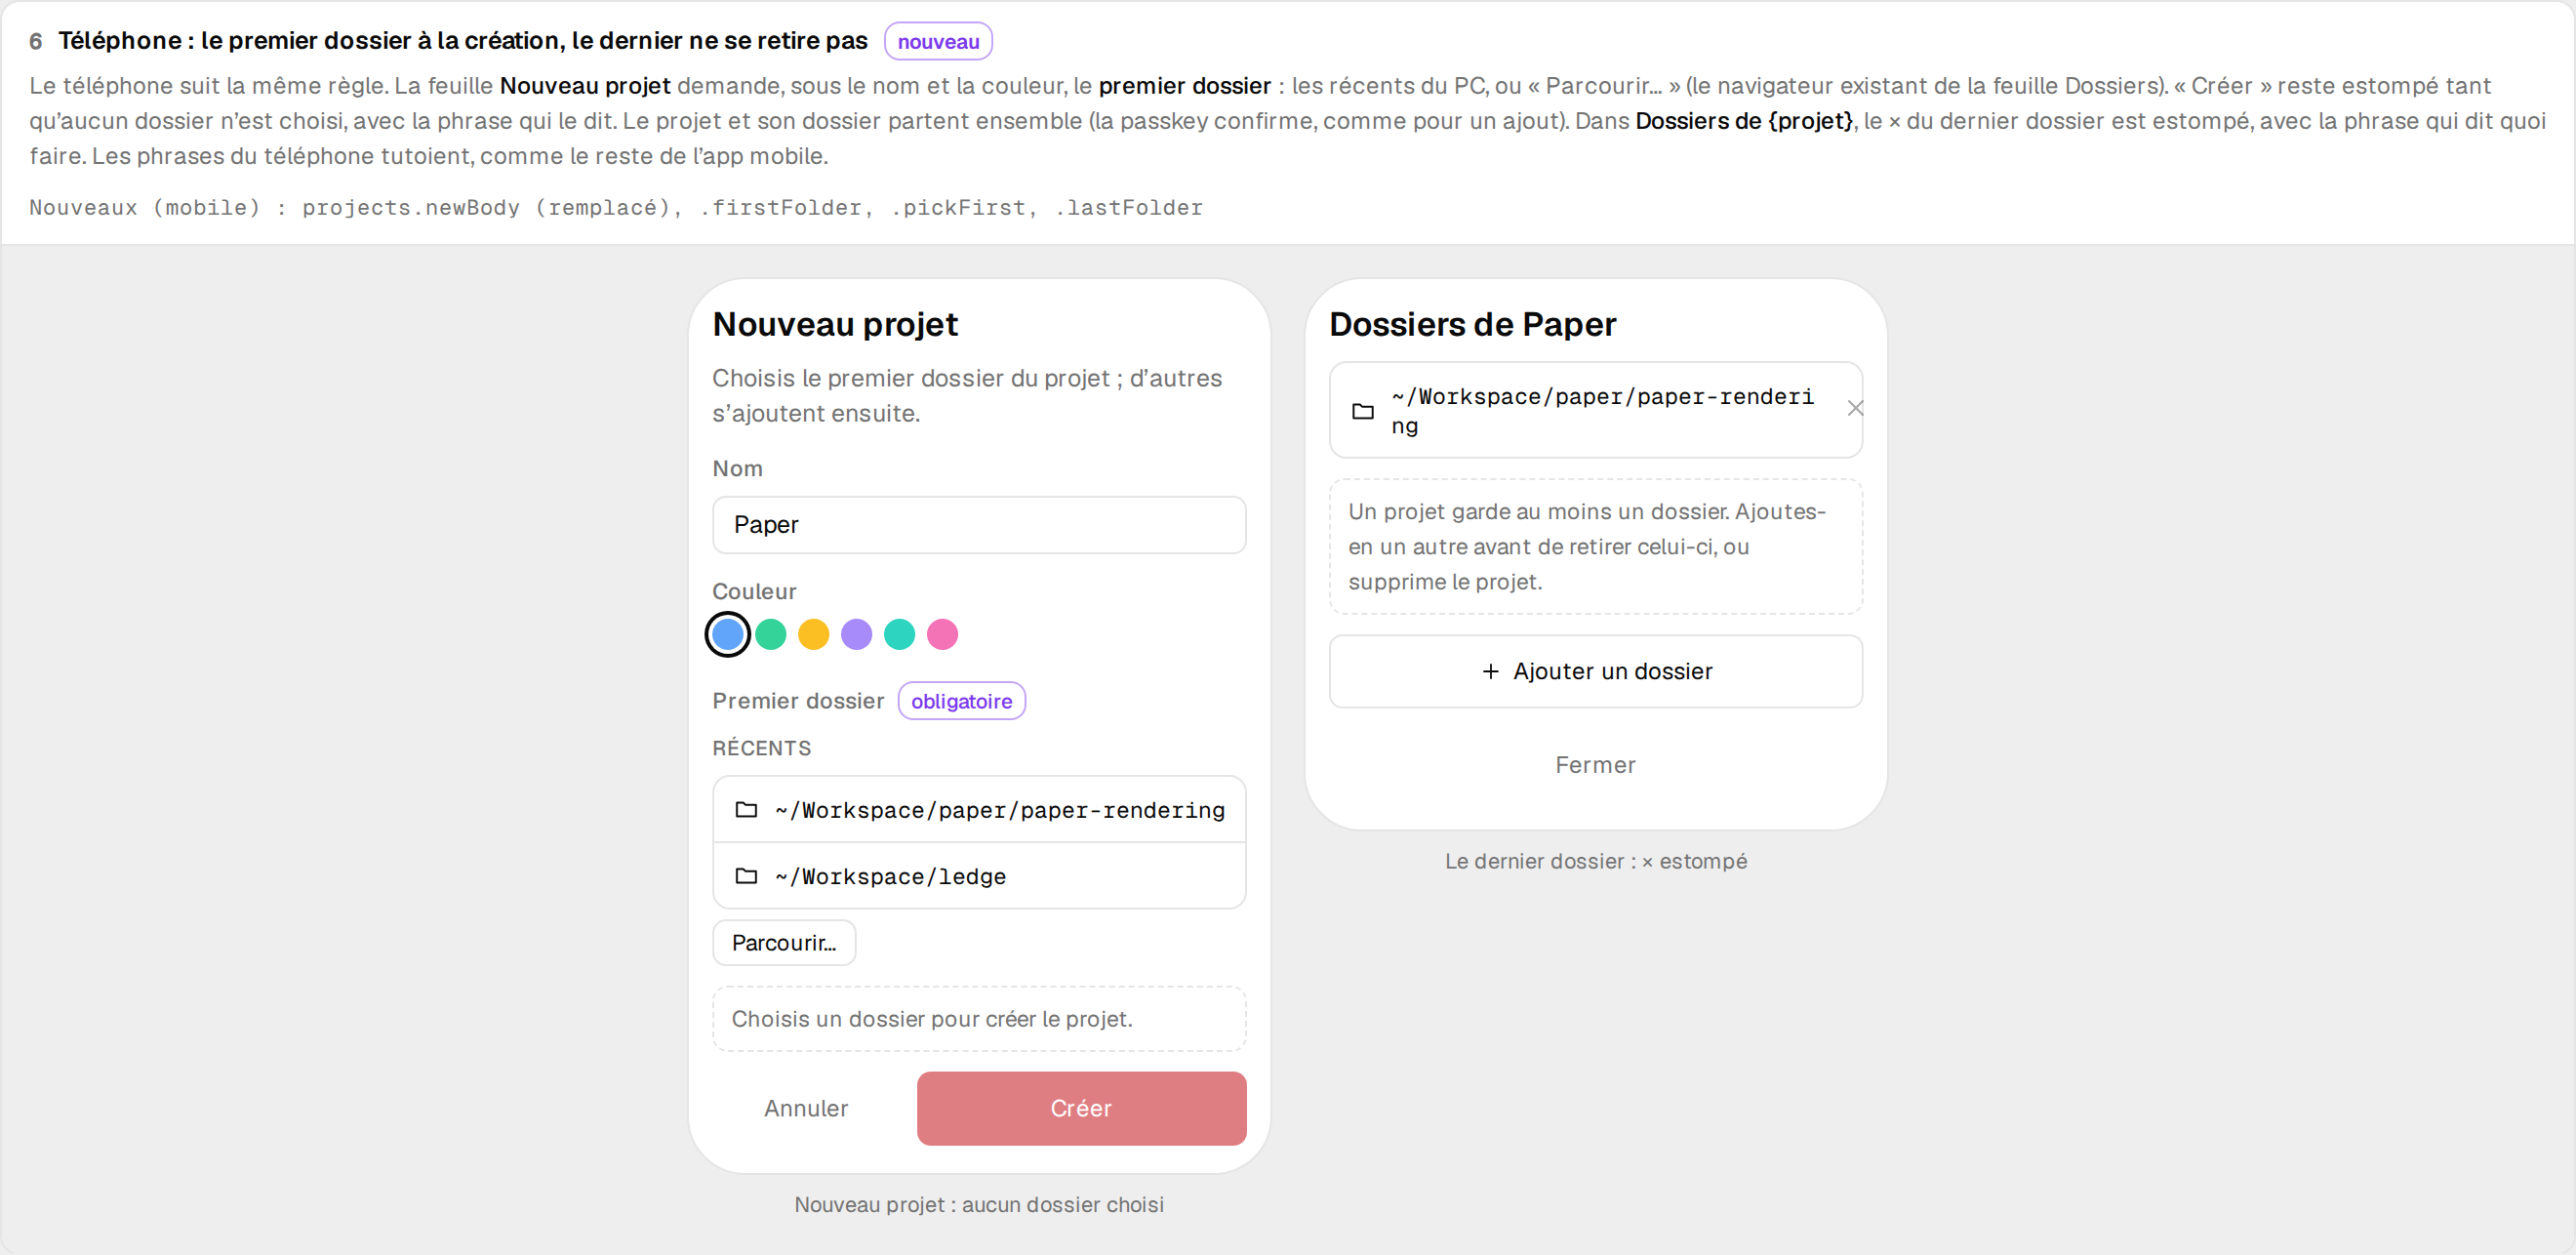 6 Téléphone : le premier dossier à la création, le dernier ne se retire pas nouveau
Le téléphone suit la même règle. La feuille Nouveau projet demande, sous le nom et la couleur, le premier dossier : les récents du PC, ou « Parcourir... » (le navigateur existant de la feuille Dossiers). « Créer » reste estompé tant
qu’aucun dossier n’est choisi, avec la phrase qui le dit. Le projet et son dossier partent ensemble (la passkey confirme, comme pour un ajout). Dans Dossiers de {projet}, le × du dernier dossier est estompé, avec la phrase qui dit quoi
faire. Les phrases du téléphone tutoient, comme le reste de l’app mobile.
Nouveaux (mobile) : projects.newBody (remplacé), .firstFolder, .pickFirst, .lastFolder
Nouveau projet
Choisis le premier dossier du projet ; d’autres
s’ajoutent ensuite.
Nom
Paper
Couleur
Premier dossier obligatoire
RÉCENTS
~/Workspace/paper/paper-rendering
~/Workspace/ledge
Parcourir...
Choisis un dossier pour créer le projet.
Annuler Créer
Nouveau projet : aucun dossier choisi
Dossiers de Paper
~/Workspace/paper/paper-renderi
ng
Un projet garde au moins un dossier. Ajoutes-
en un autre avant de retirer celui-ci, ou
supprime le projet.
+ Ajouter un dossier
Fermer
Le dernier dossier : × estompé